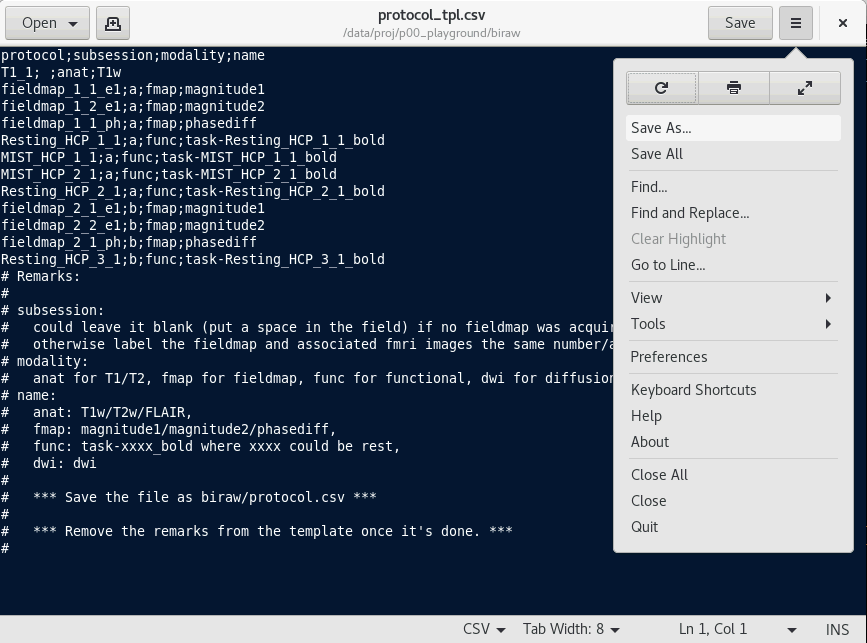 Open
protocol_tpl.csv
/data/proj/p00_playground/biraw
Save
protocol;subsession;modality;name
T1_1; ;anat;T1w
fieldmap_1_1_e1;a;fmap;magnitude1
fieldmap_1_2_e1;a;fmap;magnitude2
fieldmap_1_1_ph;a;fmap;phasediff
Resting_HCP_1_1;a;func;task-Resting_HCP_1_1_bold
MIST_HCP_1_1;a;func;task-MIST_HCP_1_1_bold
MIST_HCP_2_1;a;func;task-MIST_HCP_2_1_bold
Resting_HCP_2_1;a;func;task-Resting_HCP_2_1_bold
fieldmap_2_1_e1;b;fmap;magnitude1
fieldmap_2_2_e1;b;fmap;magnitude2
fieldmap_2_1_ph;b;fmap;phasediff
Resting_HCP_3_1;b;func;task-Resting_HCP_3_1_bold
# Remarks:
#
# subsession:
#   could leave it blank (put a space in the field) if no fieldmap was
#   otherwise label the fieldmap and associated fmri images the same
# modality:
#   anat for T1/T2, fmap for fieldmap, func for functional, dwi for diffusion
# name:
#   anat: T1w/T2w/FLAIR,
#   fmap: magnitude1/magnitude2/phasediff,
#   func: task-xxxx_bold where xxxx could be rest,
#   dwi: dwi
#
#   *** Save the file as biraw/protocol.csv ***
#
#   *** Remove the remarks from the template once it's done. ***
#
Save As...
Save All
Find...
Find and Replace...
Clear Highlight
Go to Line...
View
Tools
Preferences
Keyboard Shortcuts
Help
About
Close All
Close
Quit
CSV
Tab Width: 8
Ln 1, Col 1
INS